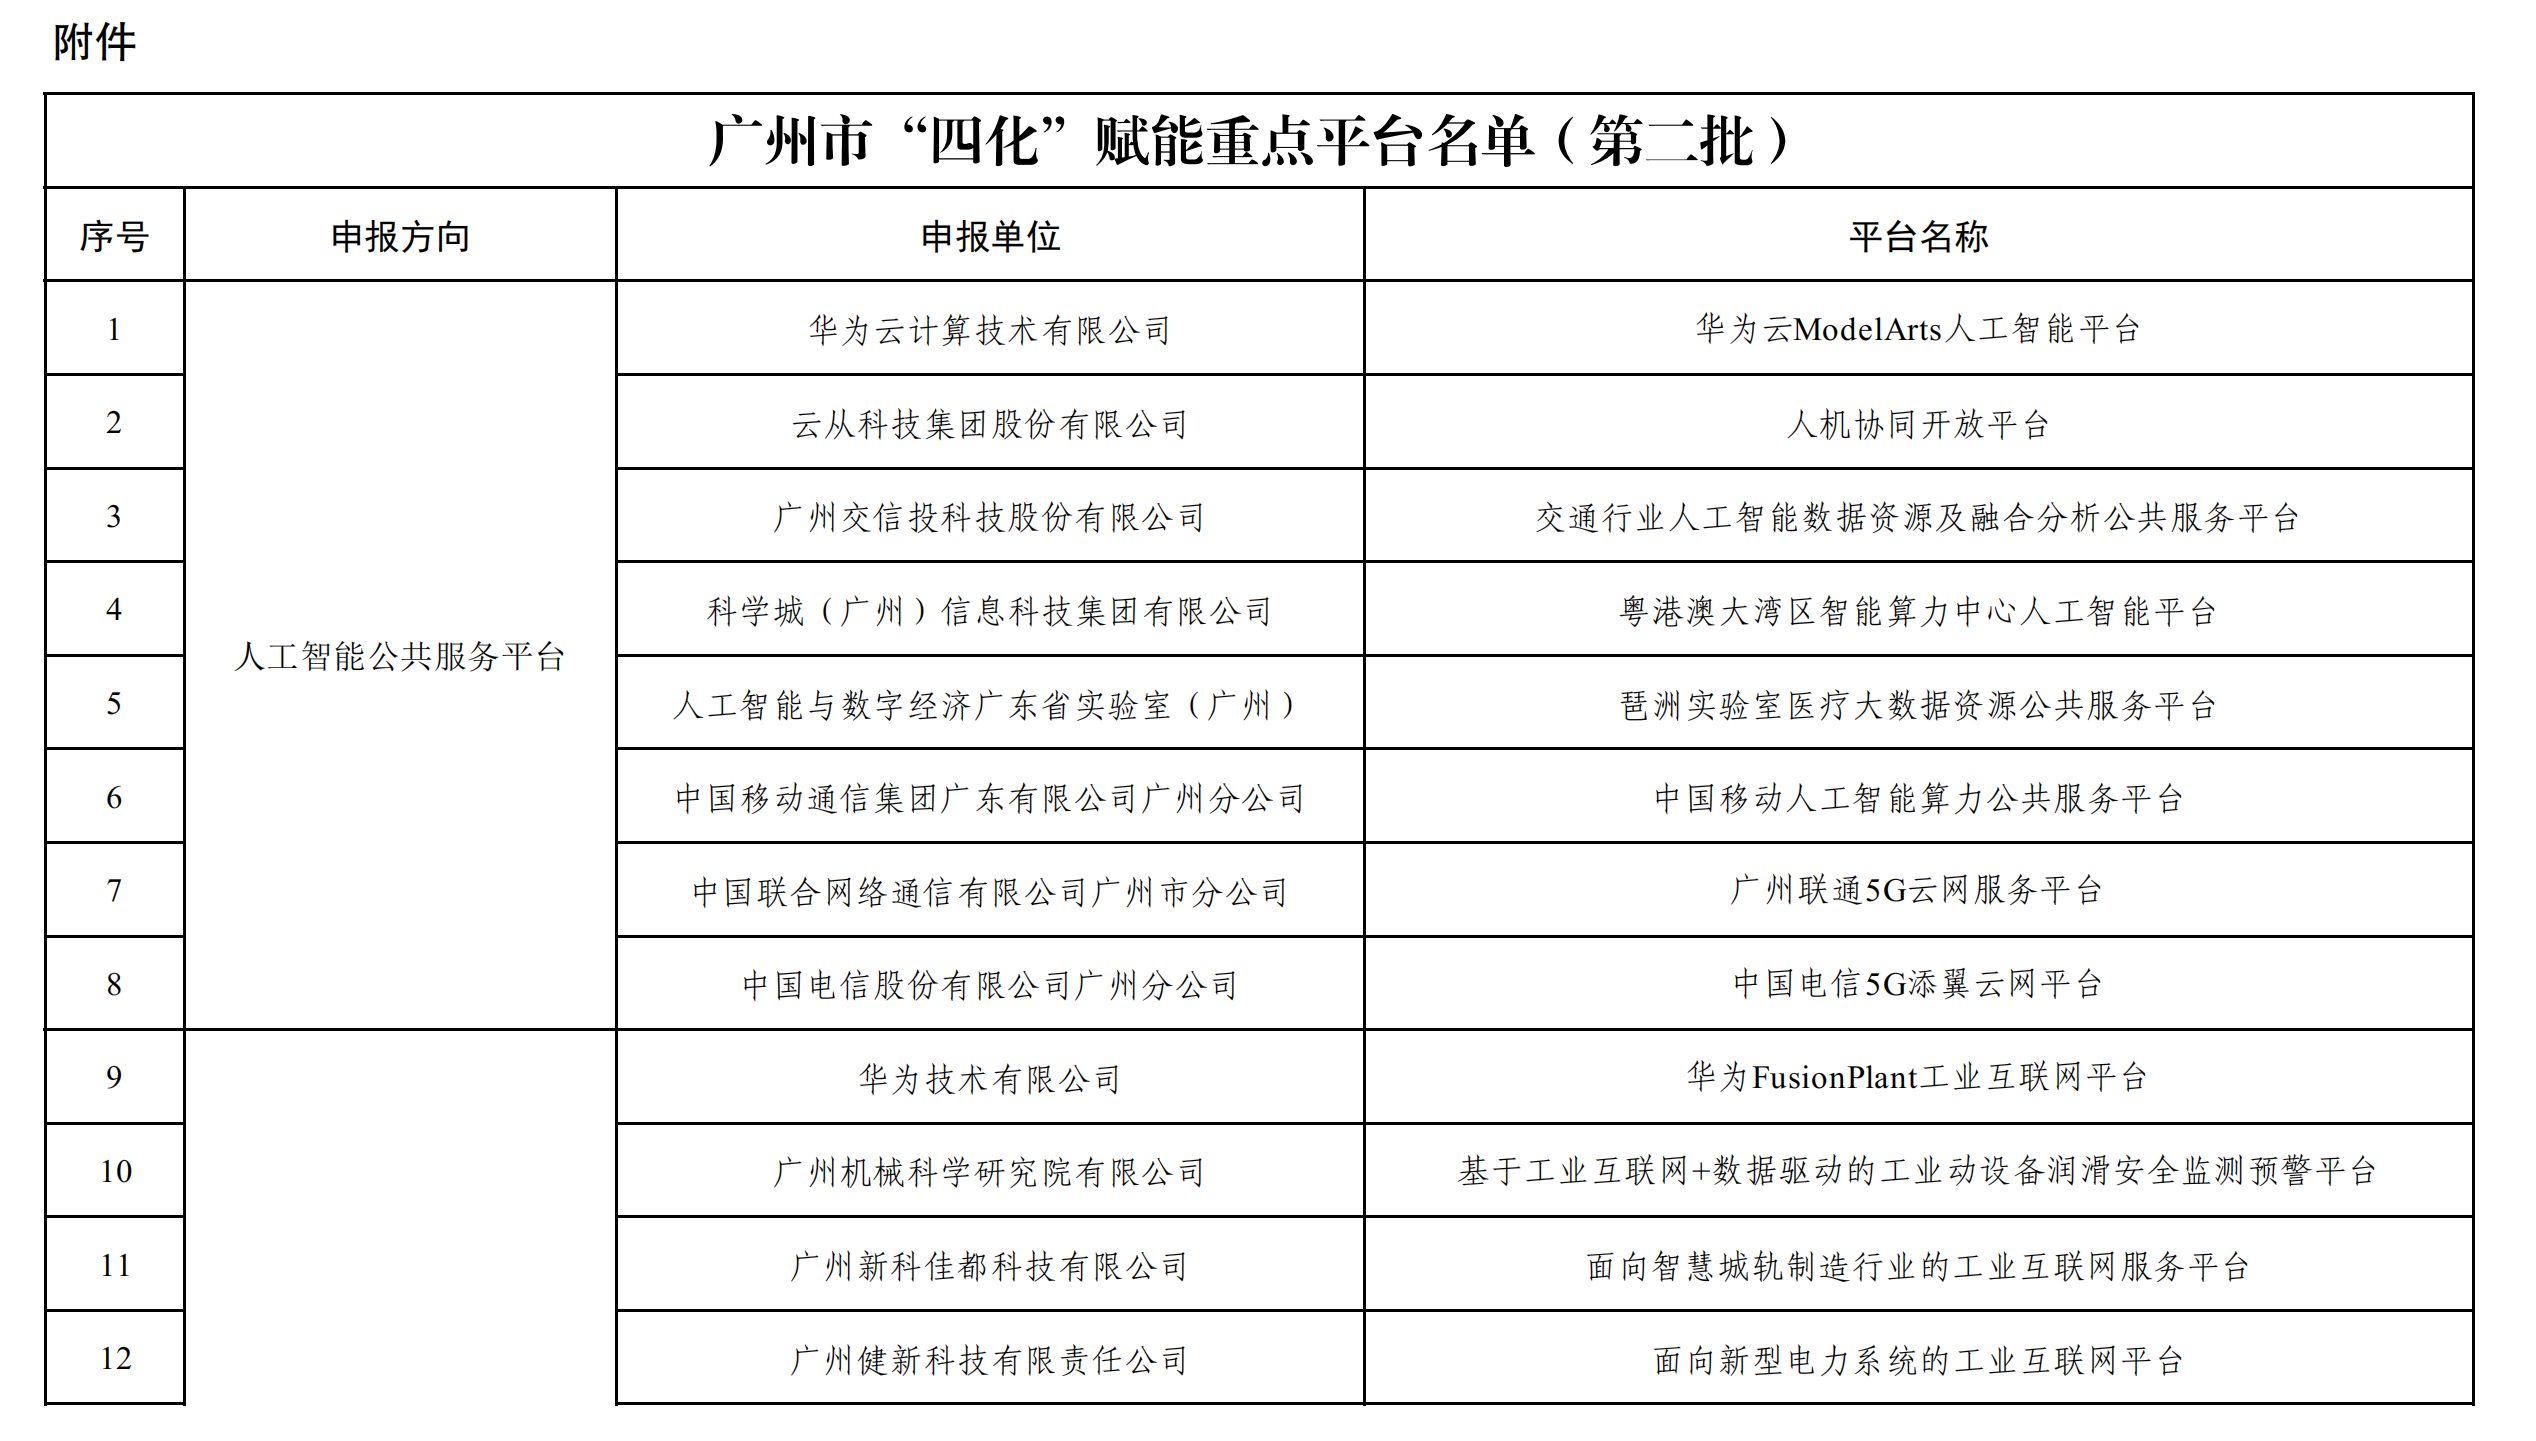 附件
广州市“四化”赋能重点平台名单（第二批）
序号 申报方向 申报单位 平台名称
1 华为云计算技术有限公司 华为云ModelArts人工智能平台
2 云从科技集团股份有限公司 人机协同开放平台
3 广州交信投科技股份有限公司 交通行业人工智能数据资源及融合分析公共服务平台
4 科学城（广州）信息科技集团有限公司 粤港澳大湾区智能算力中心人工智能平台
人工智能公共服务平台
5 人工智能与数字经济广东省实验室（广州） 琶洲实验室医疗大数据资源公共服务平台
6 中国移动通信集团广东有限公司广州分公司 中国移动人工智能算力公共服务平台
7 中国联合网络通信有限公司广州市分公司 广州联通5G云网服务平台
8 中国电信股份有限公司广州分公司 中国电信5G添翼云网平台
9 华为技术有限公司 华为FusionPlant工业互联网平台
10 广州机械科学研究院有限公司 基于工业互联网+数据驱动的工业动设备润滑安全监测预警平台
11 广州新科佳都科技有限公司 面向智慧城轨制造行业的工业互联网服务平台
12 广州健新科技有限责任公司 面向新型电力系统的工业互联网平台